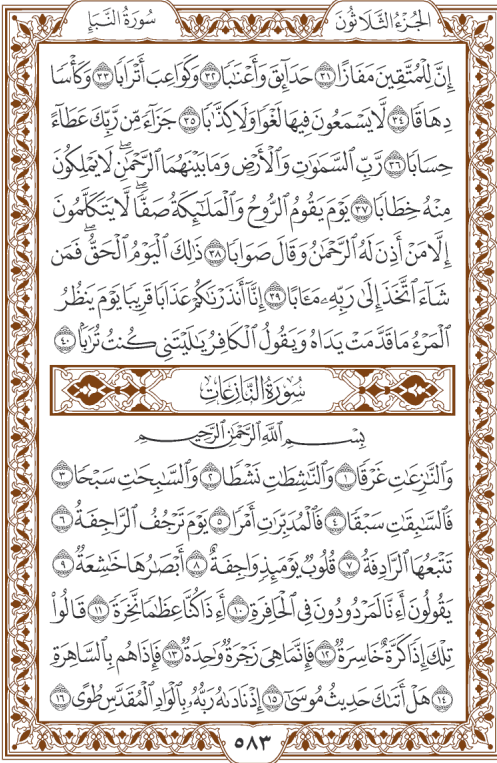 سُورَةُ النَّبَإِ الجُزْءُ الثَّلَاثُونَ
إِنَّ لِلْمُتَّقِينَ مَفَازًا ٣١ حَدَآئِقَ وَأَعْنَٰبًا ٣٢ وَكَوَاعِبَ أَتْرَابًا ٣٣ وَكَأْسًا
دِهَاقًا ٣٤ لَّا يَسْمَعُونَ فِيهَا لَغْوًا وَلَا كِذَّٰبًا ٣٥ جَزَآءً مِّن رَّبِّكَ عَطَآءً
حِسَابًا ٣٦ رَّبِّ ٱلسَّمَٰوَٰتِ وَٱلْأَرْضِ وَمَا بَيْنَهُمَا ٱلرَّحْمَٰنِۖ لَا يَمْلِكُونَ
مِنْهُ خِطَابًا ٣٧ يَوْمَ يَقُومُ ٱلرُّوحُ وَٱلْمَلَٰٓئِكَةُ صَفًّاۖ لَّا يَتَكَلَّمُونَ
إِلَّا مَنْ أَذِنَ لَهُ ٱلرَّحْمَٰنُ وَقَالَ صَوَابًا ٣٨ ذَٰلِكَ ٱلْيَوْمُ ٱلْحَقُّۖ فَمَن
شَآءَ ٱتَّخَذَ إِلَىٰ رَبِّهِۦ مَـَٔابًا ٣٩ إِنَّآ أَنذَرْنَٰكُمْ عَذَابًا قَرِيبًا يَوْمَ يَنظُرُ
ٱلْمَرْءُ مَا قَدَّمَتْ يَدَاهُ وَيَقُولُ ٱلْكَافِرُ يَٰلَيْتَنِى كُنتُ تُرَٰبًۢا ٤٠
سُورَةُ النَّازِعَاتِ
بِسْمِ ٱللَّهِ ٱلرَّحْمَٰنِ ٱلرَّحِيمِ
وَٱلنَّٰزِعَٰتِ غَرْقًا ١ وَٱلنَّٰشِطَٰتِ نَشْطًا ٢ وَٱلسَّٰبِحَٰتِ سَبْحًا ٣
فَٱلسَّٰبِقَٰتِ سَبْقًا ٤ فَٱلْمُدَبِّرَٰتِ أَمْرًا ٥ يَوْمَ تَرْجُفُ ٱلرَّاجِفَةُ ٦
تَتْبَعُهَا ٱلرَّادِفَةُ ٧ قُلُوبٌ يَوْمَئِذٍ وَاجِفَةٌ ٨ أَبْصَٰرُهَا خَٰشِعَةٌ ٩
يَقُولُونَ أَءِنَّا لَمَرْدُودُونَ فِى ٱلْحَافِرَةِ ١٠ أَءِذَا كُنَّا عِظَٰمًا نَّخِرَةً ١١ قَالُوا۟
تِلْكَ إِذًا كَرَّةٌ خَاسِرَةٌ ١٢ فَإِنَّمَا هِىَ زَجْرَةٌ وَٰحِدَةٌ ١٣ فَإِذَا هُم بِٱلسَّاهِرَةِ
١٤ هَلْ أَتَىٰكَ حَدِيثُ مُوسَىٰٓ ١٥ إِذْ نَادَىٰهُ رَبُّهُۥ بِٱلْوَادِ ٱلْمُقَدَّسِ طُوًى ١٦
٥٨٣